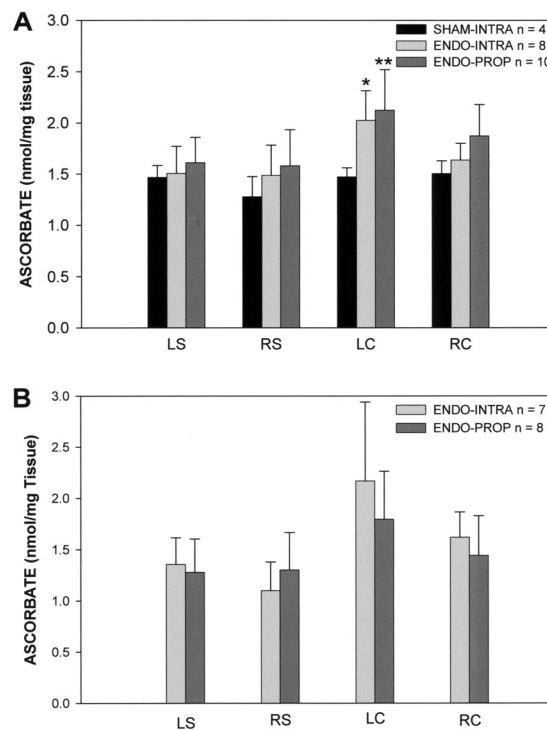 A
SHAM-INTRA n = 4
ENDO-INTRA n = 8
ENDO-PROP n = 10
ASCORBATE (nmol/mg tissue)
3.0
2.5
2.0
1.5
1.0
0.5
0.0
*
**
LS RS LC RC
B
ENDO-INTRA n = 7
ENDO-PROP n = 8
ASCORBATE (nmol/mg Tissue)
3.0
2.5
2.0
1.5
1.0
0.5
0.0
LS RS LC RC